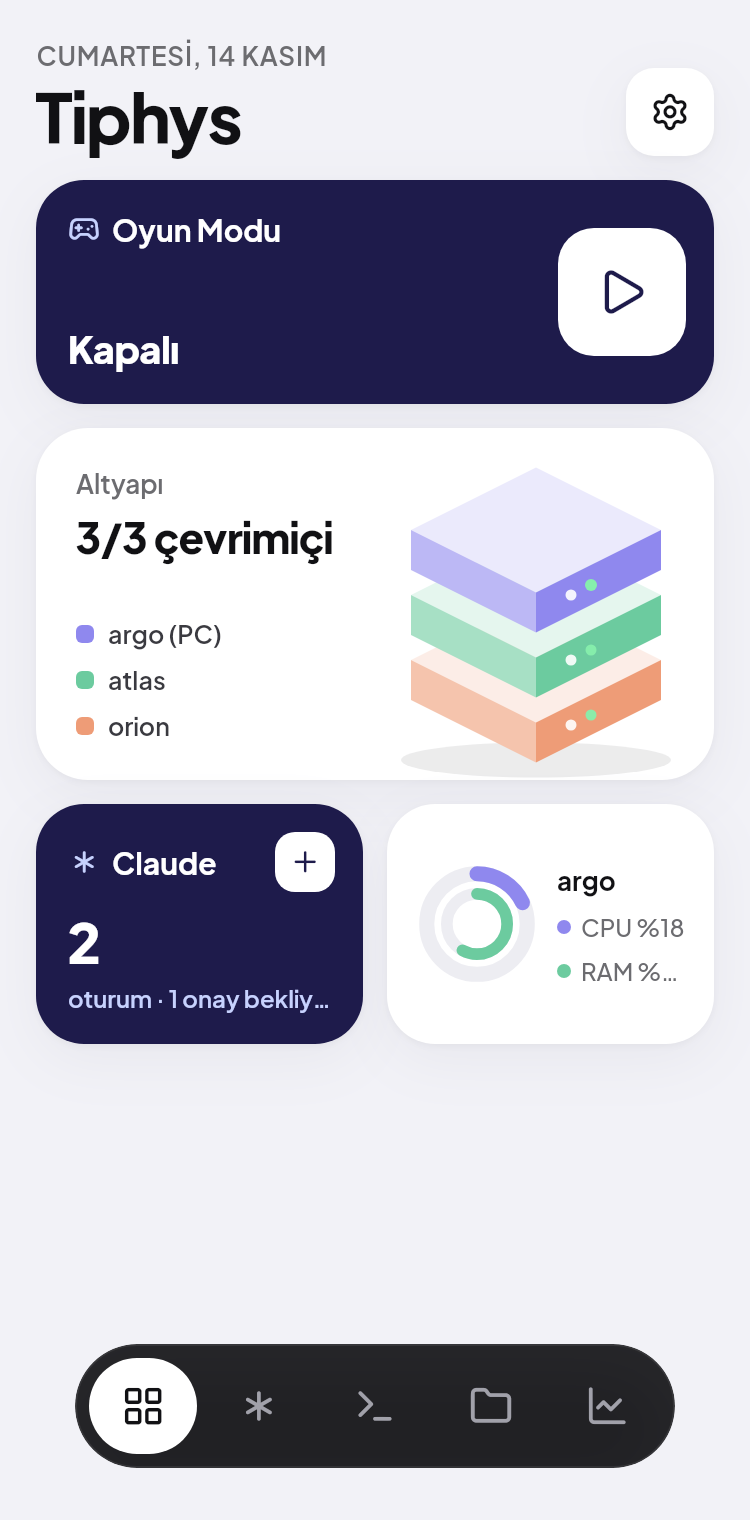 CUMARTESİ, 14 KASIM
Tiphys
Oyun Modu
Kapalı
Altyapı
3/3 çevrimiçi
argo (PC)
atlas
orion
Claude
2
oturum · 1 onay bekliy…
argo
CPU %18
RAM %…